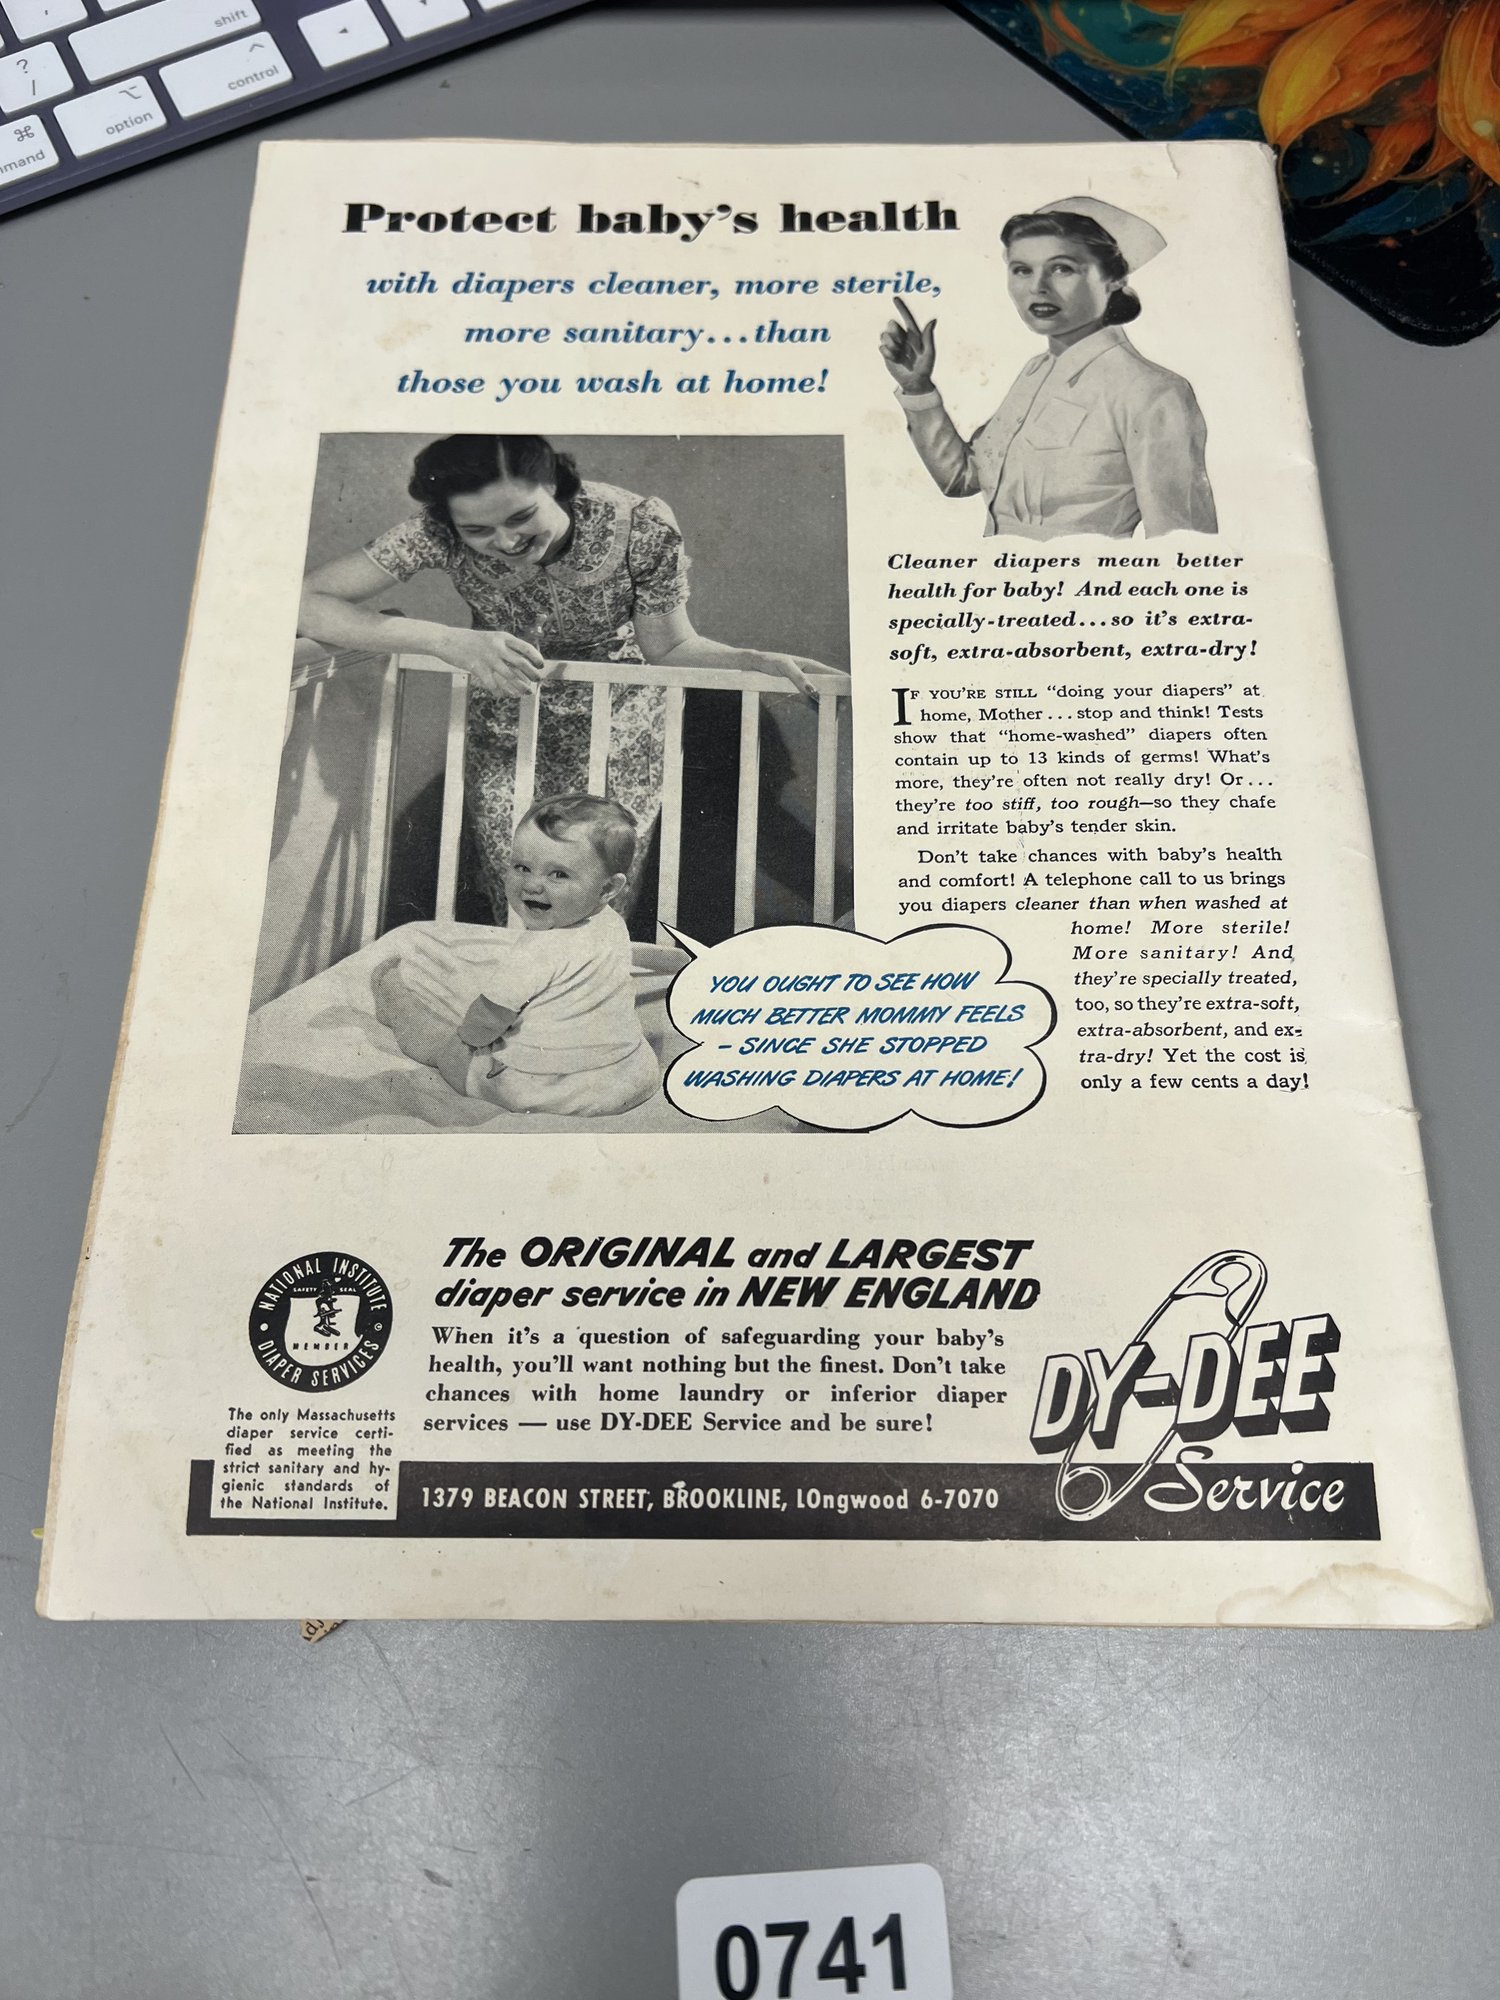 shift
?
/
^
control
⌥
option
⌘
mmand
Protect baby's health
with diapers cleaner, more sterile,
more sanitary...than
those you wash at home!
Cleaner diapers mean better
health for baby! And each one is
specially-treated...so it's extra-
soft, extra-absorbent, extra-dry!
IF YOU'RE STILL "doing your diapers" at
home, Mother...stop and think! Tests
show that "home-washed" diapers often
contain up to 13 kinds of germs! What's
more, they're often not really dry! Or...
they're too stiff, too rough—so they chafe
and irritate baby's tender skin.
Don't take chances with baby's health
and comfort! A telephone call to us brings
you diapers cleaner than when washed at
home! More sterile!
More sanitary! And
they're specially treated,
too, so they're extra-soft,
extra-absorbent, and ex-
tra-dry! Yet the cost is
only a few cents a day!
YOU OUGHT TO SEE HOW
MUCH BETTER MOMMY FEELS
– SINCE SHE STOPPED
WASHING DIAPERS AT HOME!
The ORIGINAL and LARGEST
diaper service in NEW ENGLAND
When it's a question of safeguarding your baby's
health, you'll want nothing but the finest. Don't take
chances with home laundry or inferior diaper
services — use DY-DEE Service and be sure!
NATIONAL INSTITUTE
SAFETY SEAL
MEMBER
DIAPER SERVICES ©
The only Massachusetts
diaper service certi-
fied as meeting the
strict sanitary and hy-
gienic standards of
the National Institute.
1379 BEACON STREET, BROOKLINE, LOngwood 6-7070
DY-DEE
Service
0741